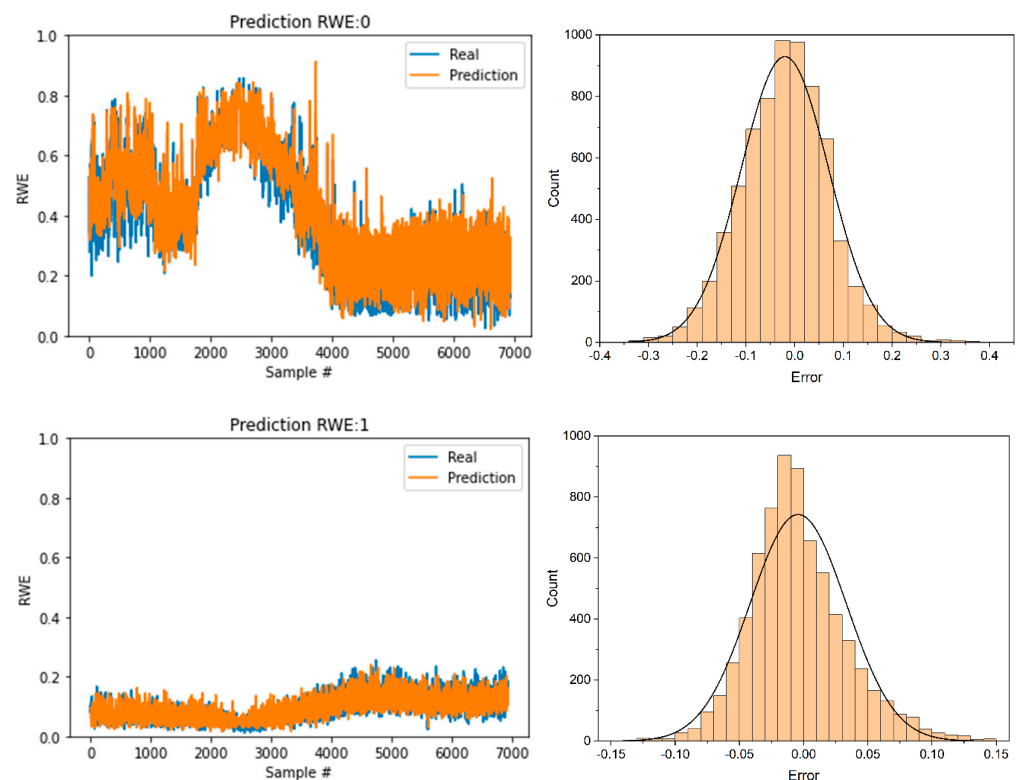 Prediction RWE:0
1.0
0.8
0.6
0.4
0.2
0.0
RWE
Real
Prediction
0 1000 2000 3000 4000 5000 6000 7000
Sample #
1000
800
600
400
200
0
Count
-0.4 -0.3 -0.2 -0.1 0.0 0.1 0.2 0.3 0.4
Error
Prediction RWE:1
1.0
0.8
0.6
0.4
0.2
0.0
RWE
Real
Prediction
0 1000 2000 3000 4000 5000 6000 7000
Sample #
1000
800
600
400
200
0
Count
-0.15 -0.10 -0.05 0.00 0.05 0.10 0.15
Error